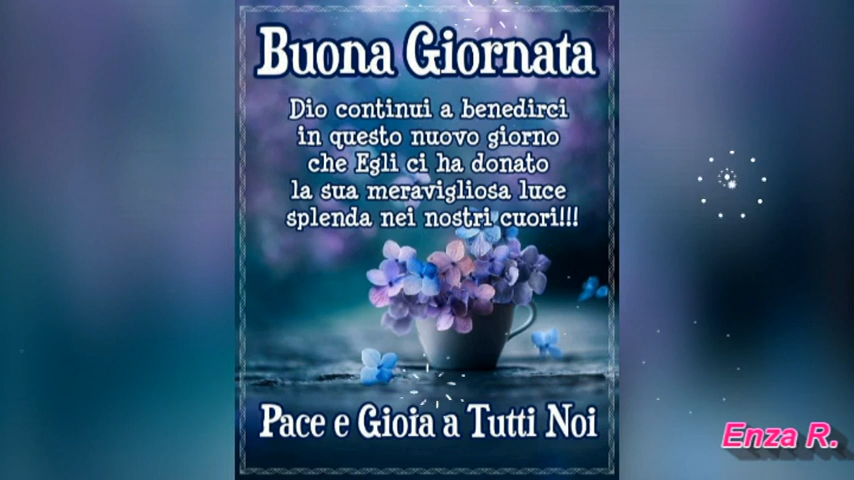 Buona Giornata
Dio continui a benedirci
in questo nuovo giorno
che Egli ci ha donato
la sua meravigliosa luce
splenda nei nostri cuori!!!
Pace e Gioia a Tutti Noi
Enza R.